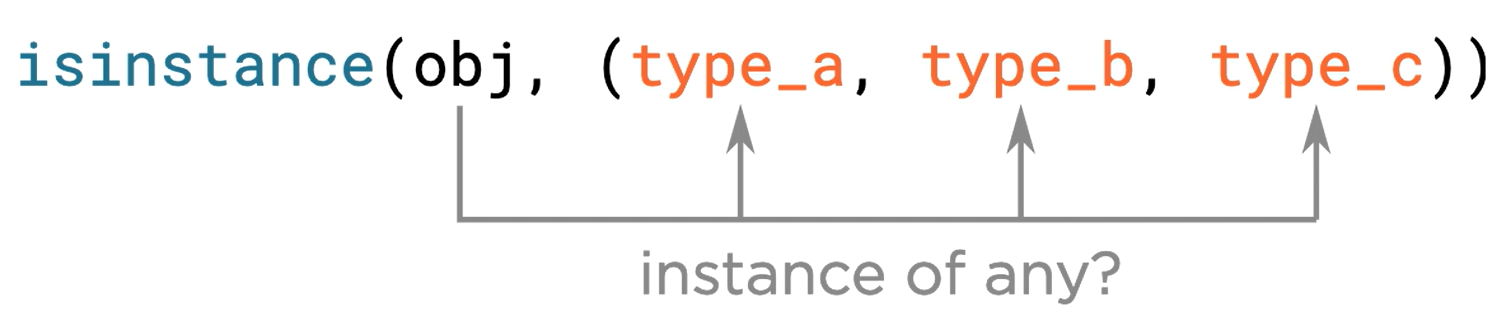 isinstance(obj, (type_a, type_b, type_c))
instance of any?